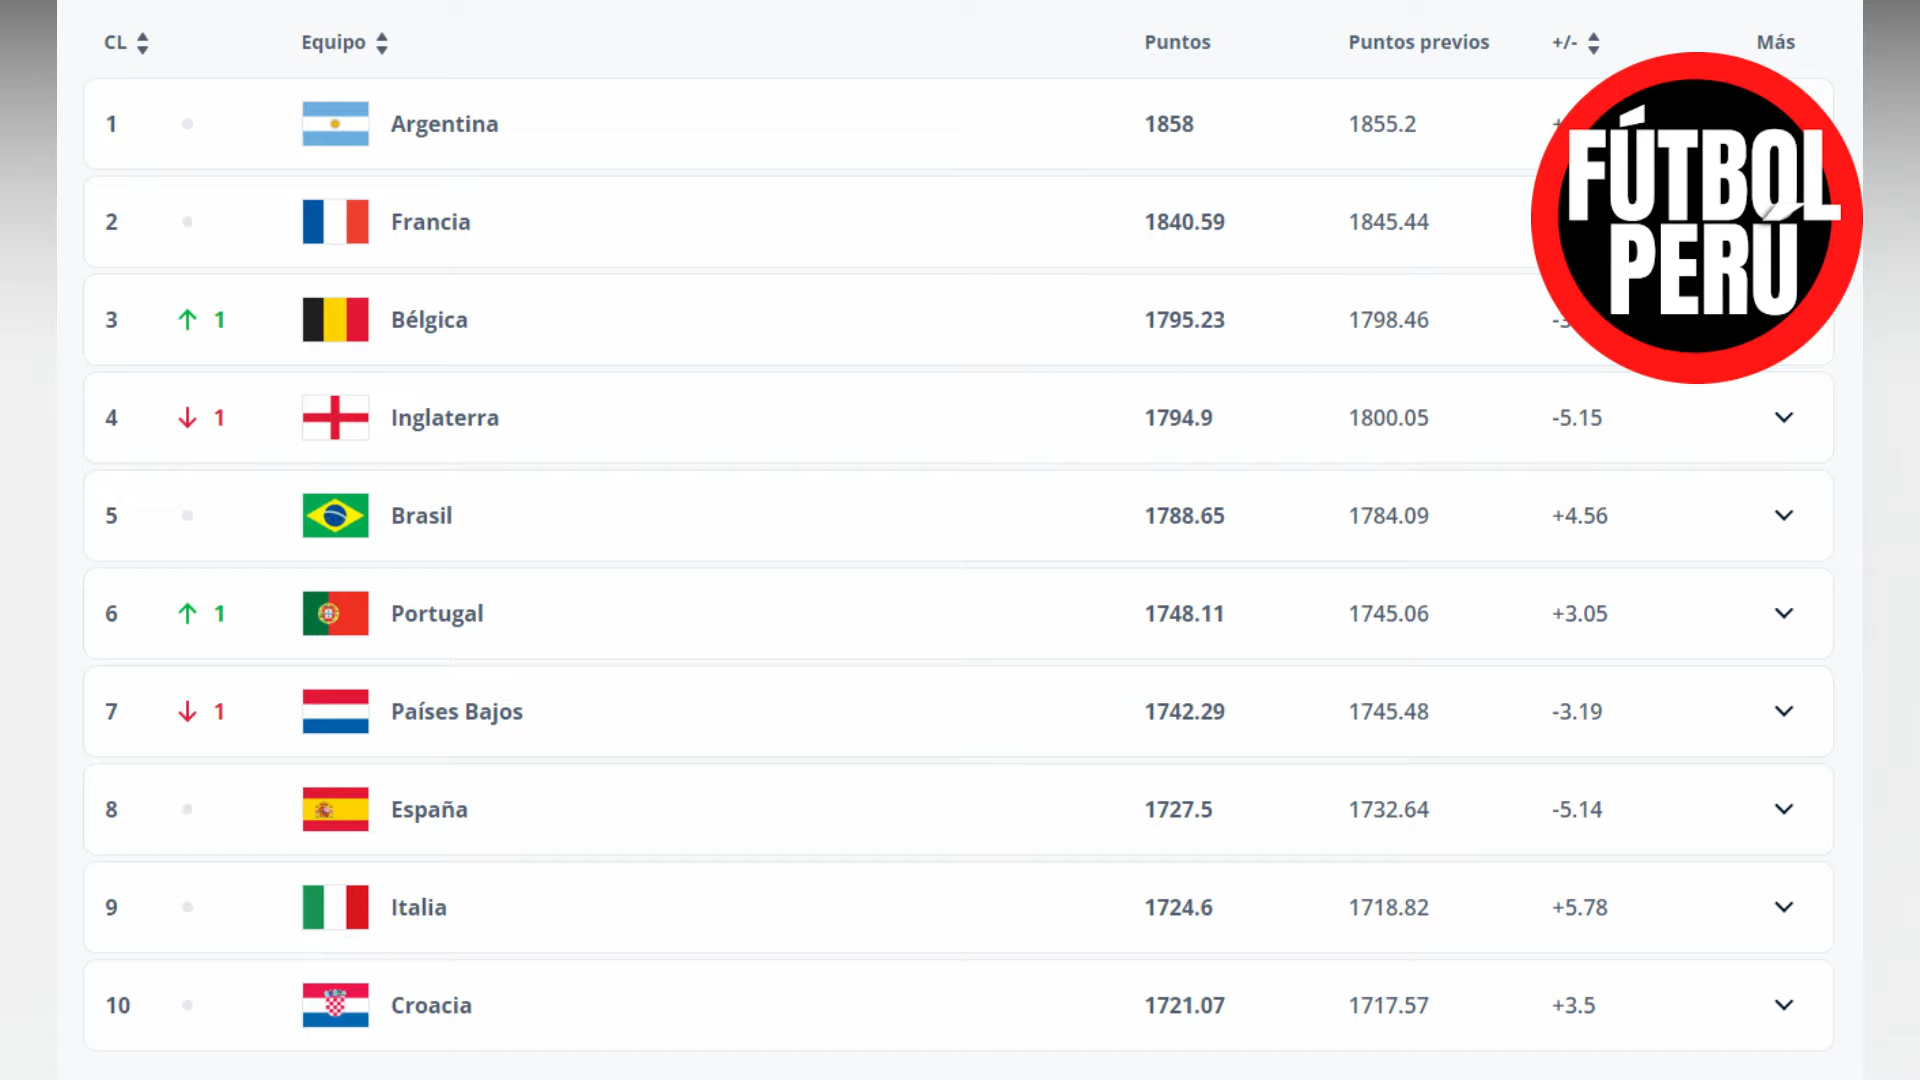 CL Equipo Puntos Puntos previos +/- Más
1 Argentina 1858 1855.2
2 Francia 1840.59 1845.44
3 1 Bélgica 1795.23 1798.46
4 1 Inglaterra 1794.9 1800.05 -5.15
5 Brasil 1788.65 1784.09 +4.56
6 1 Portugal 1748.11 1745.06 +3.05
7 1 Países Bajos 1742.29 1745.48 -3.19
8 España 1727.5 1732.64 -5.14
9 Italia 1724.6 1718.82 +5.78
10 Croacia 1721.07 1717.57 +3.5
FÚTBOL
PERÚ